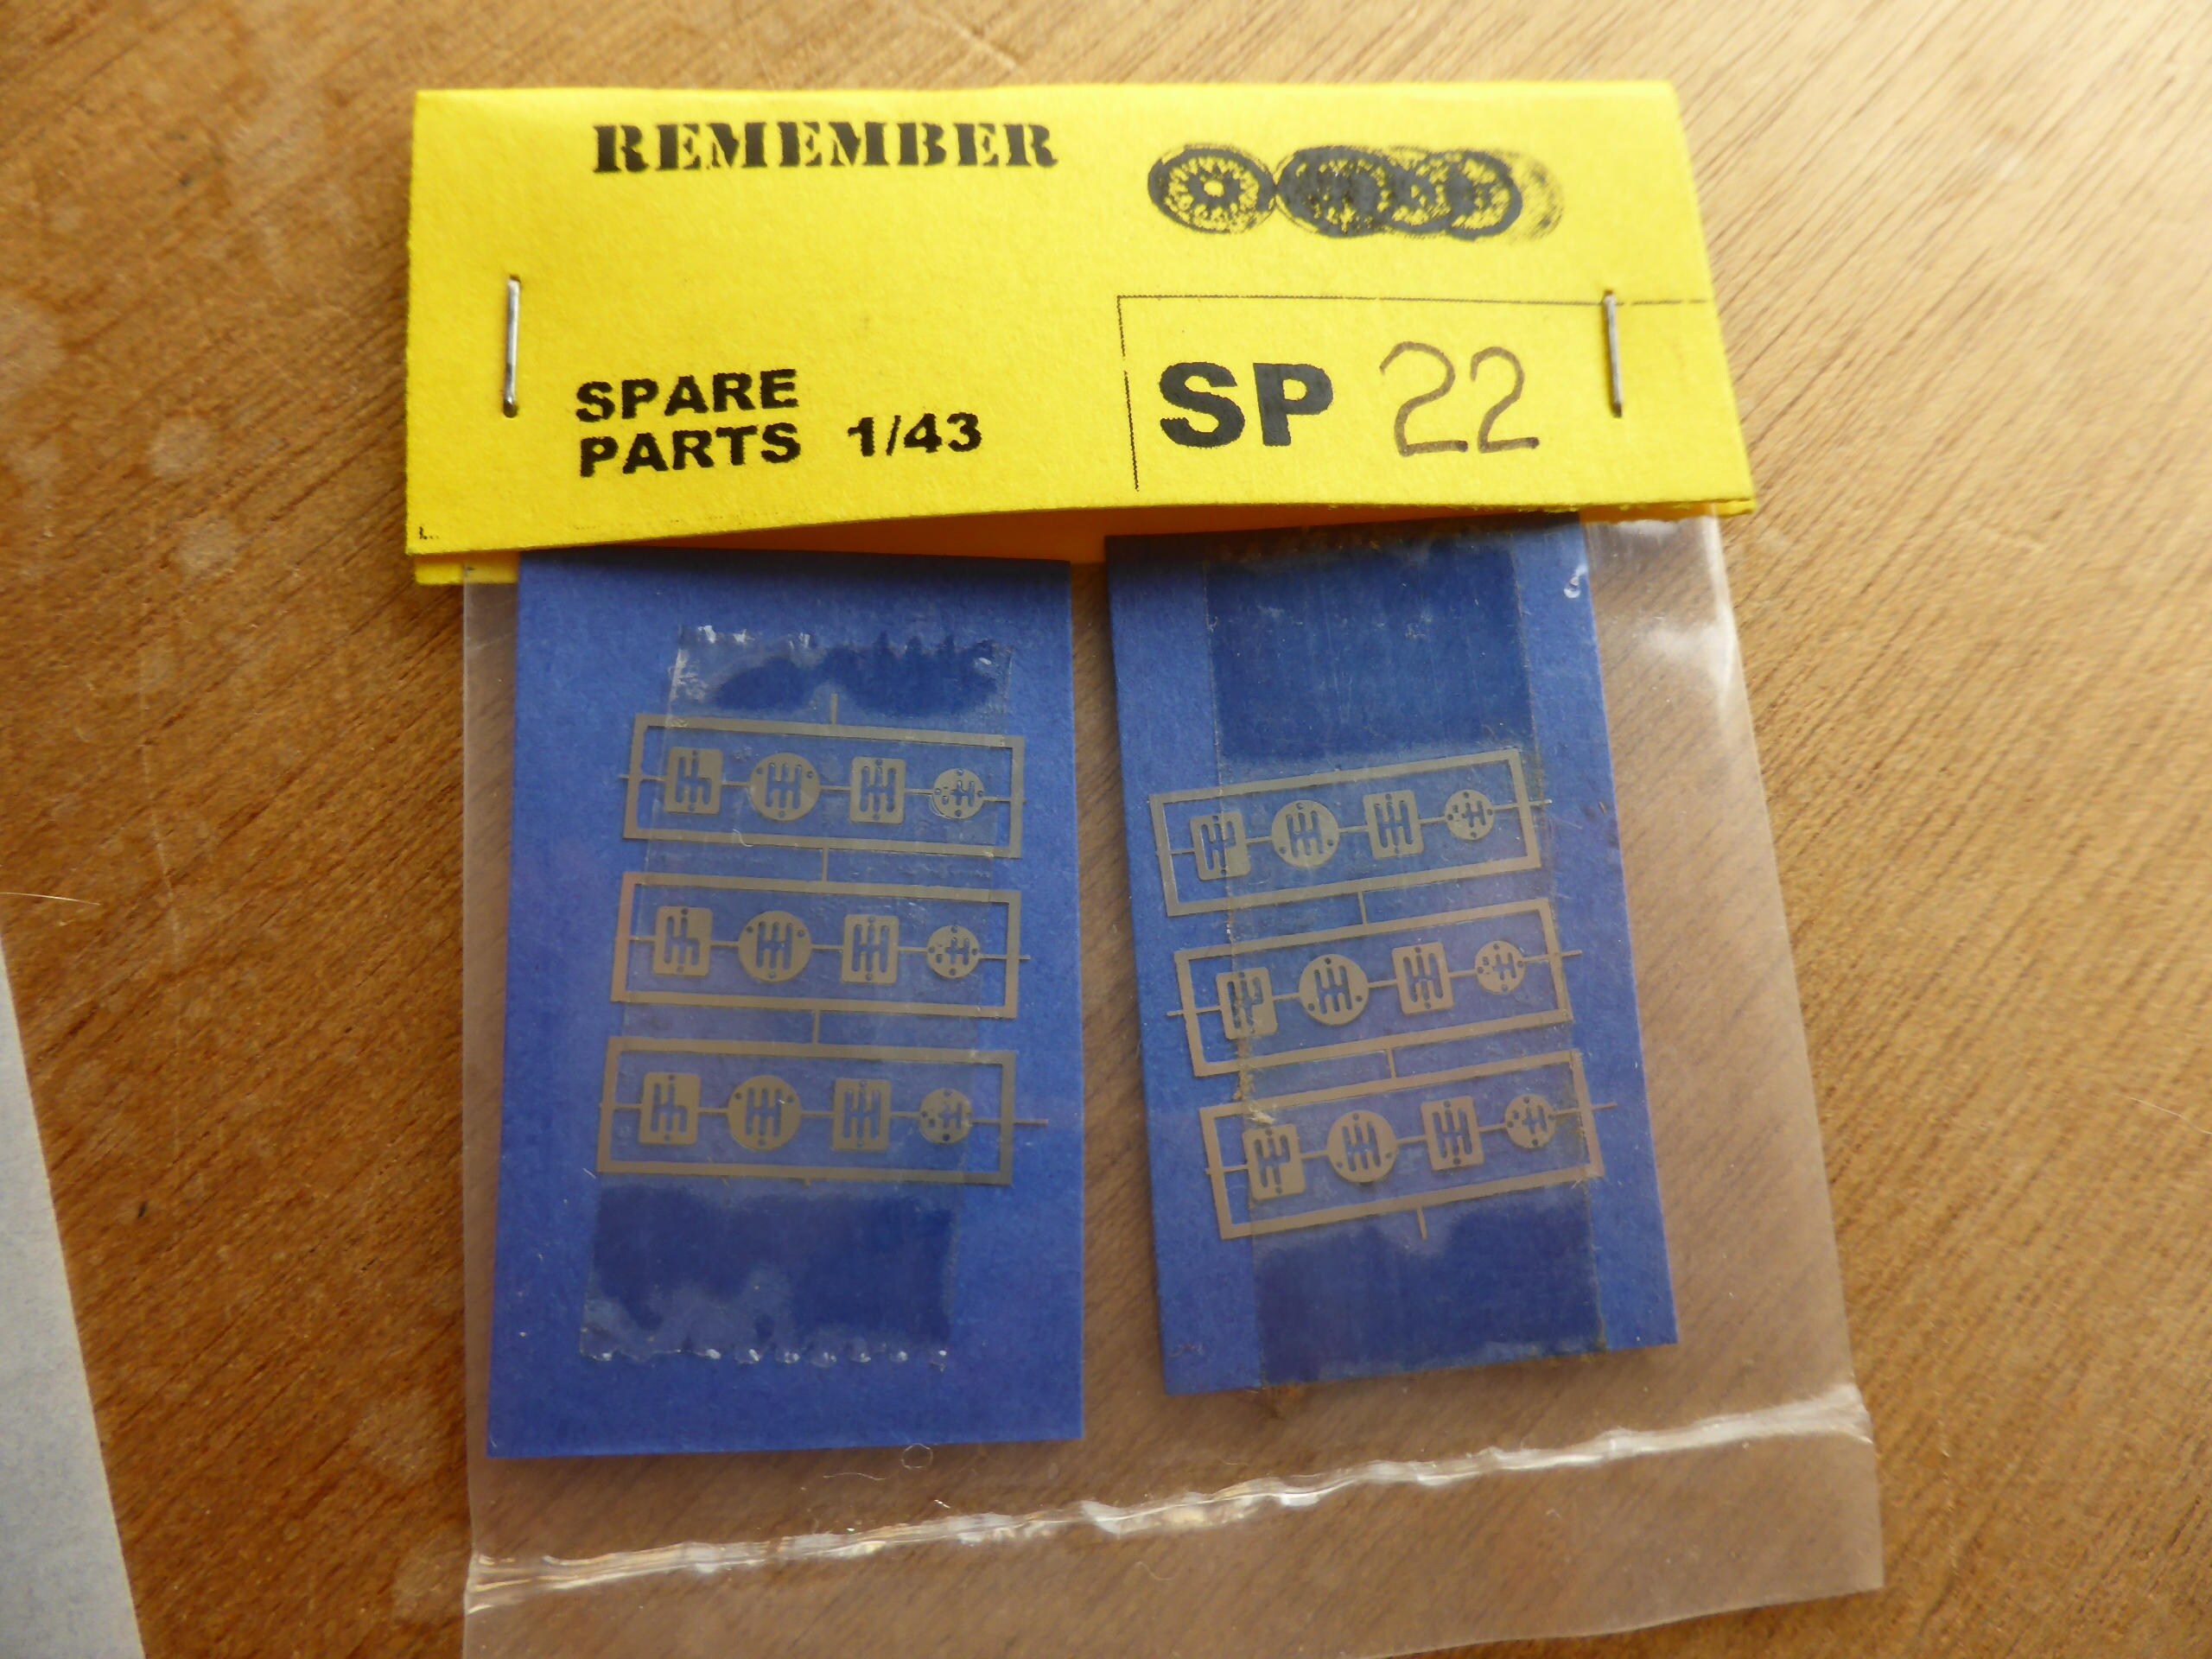 REMEMBER
SPARE
PARTS 1/43
SP 22